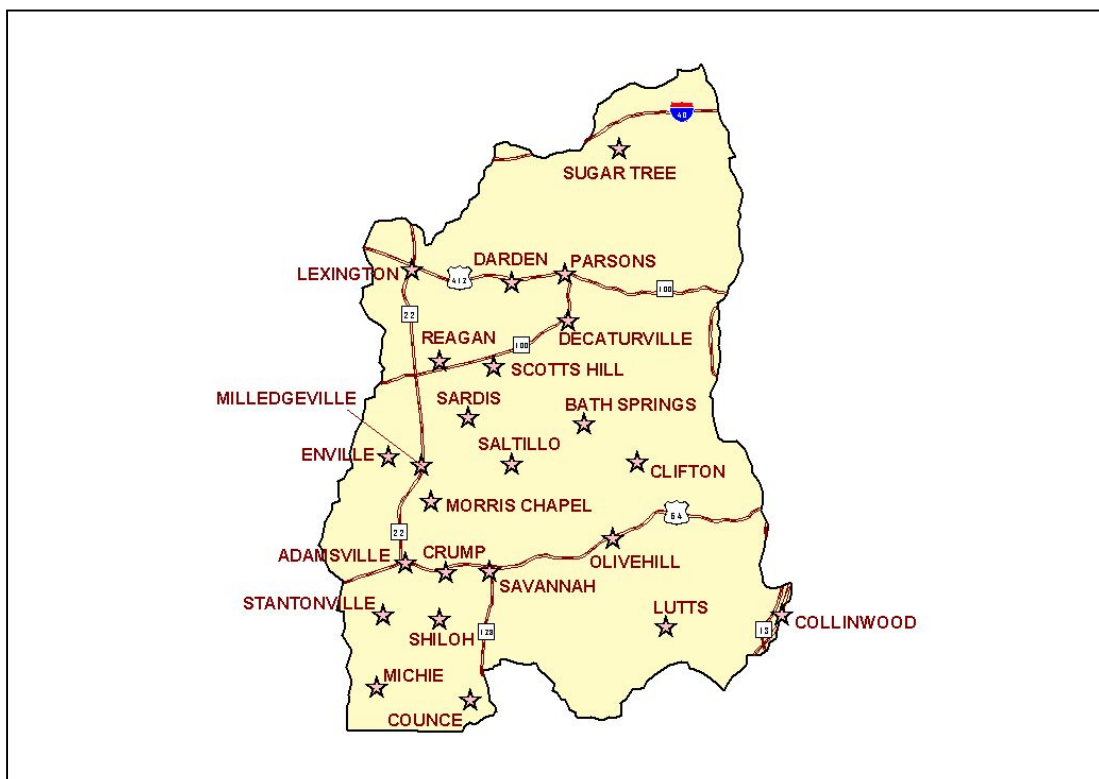 40
SUGAR TREE
DARDEN
PARSONS
LEXINGTON
412
100
22
REAGAN
100
DECATURVILLE
SCOTTS HILL
MILLEDGEVILLE
SARDIS
BATH SPRINGS
ENVILLE
SALTILLO
CLIFTON
MORRIS CHAPEL
64
22
ADAMSVILLE
CRUMP
OLIVEHILL
SAVANNAH
STANTONVILLE
LUTTS
COLLINWOOD
SHILOH
128
13
MICHIE
COUNCE